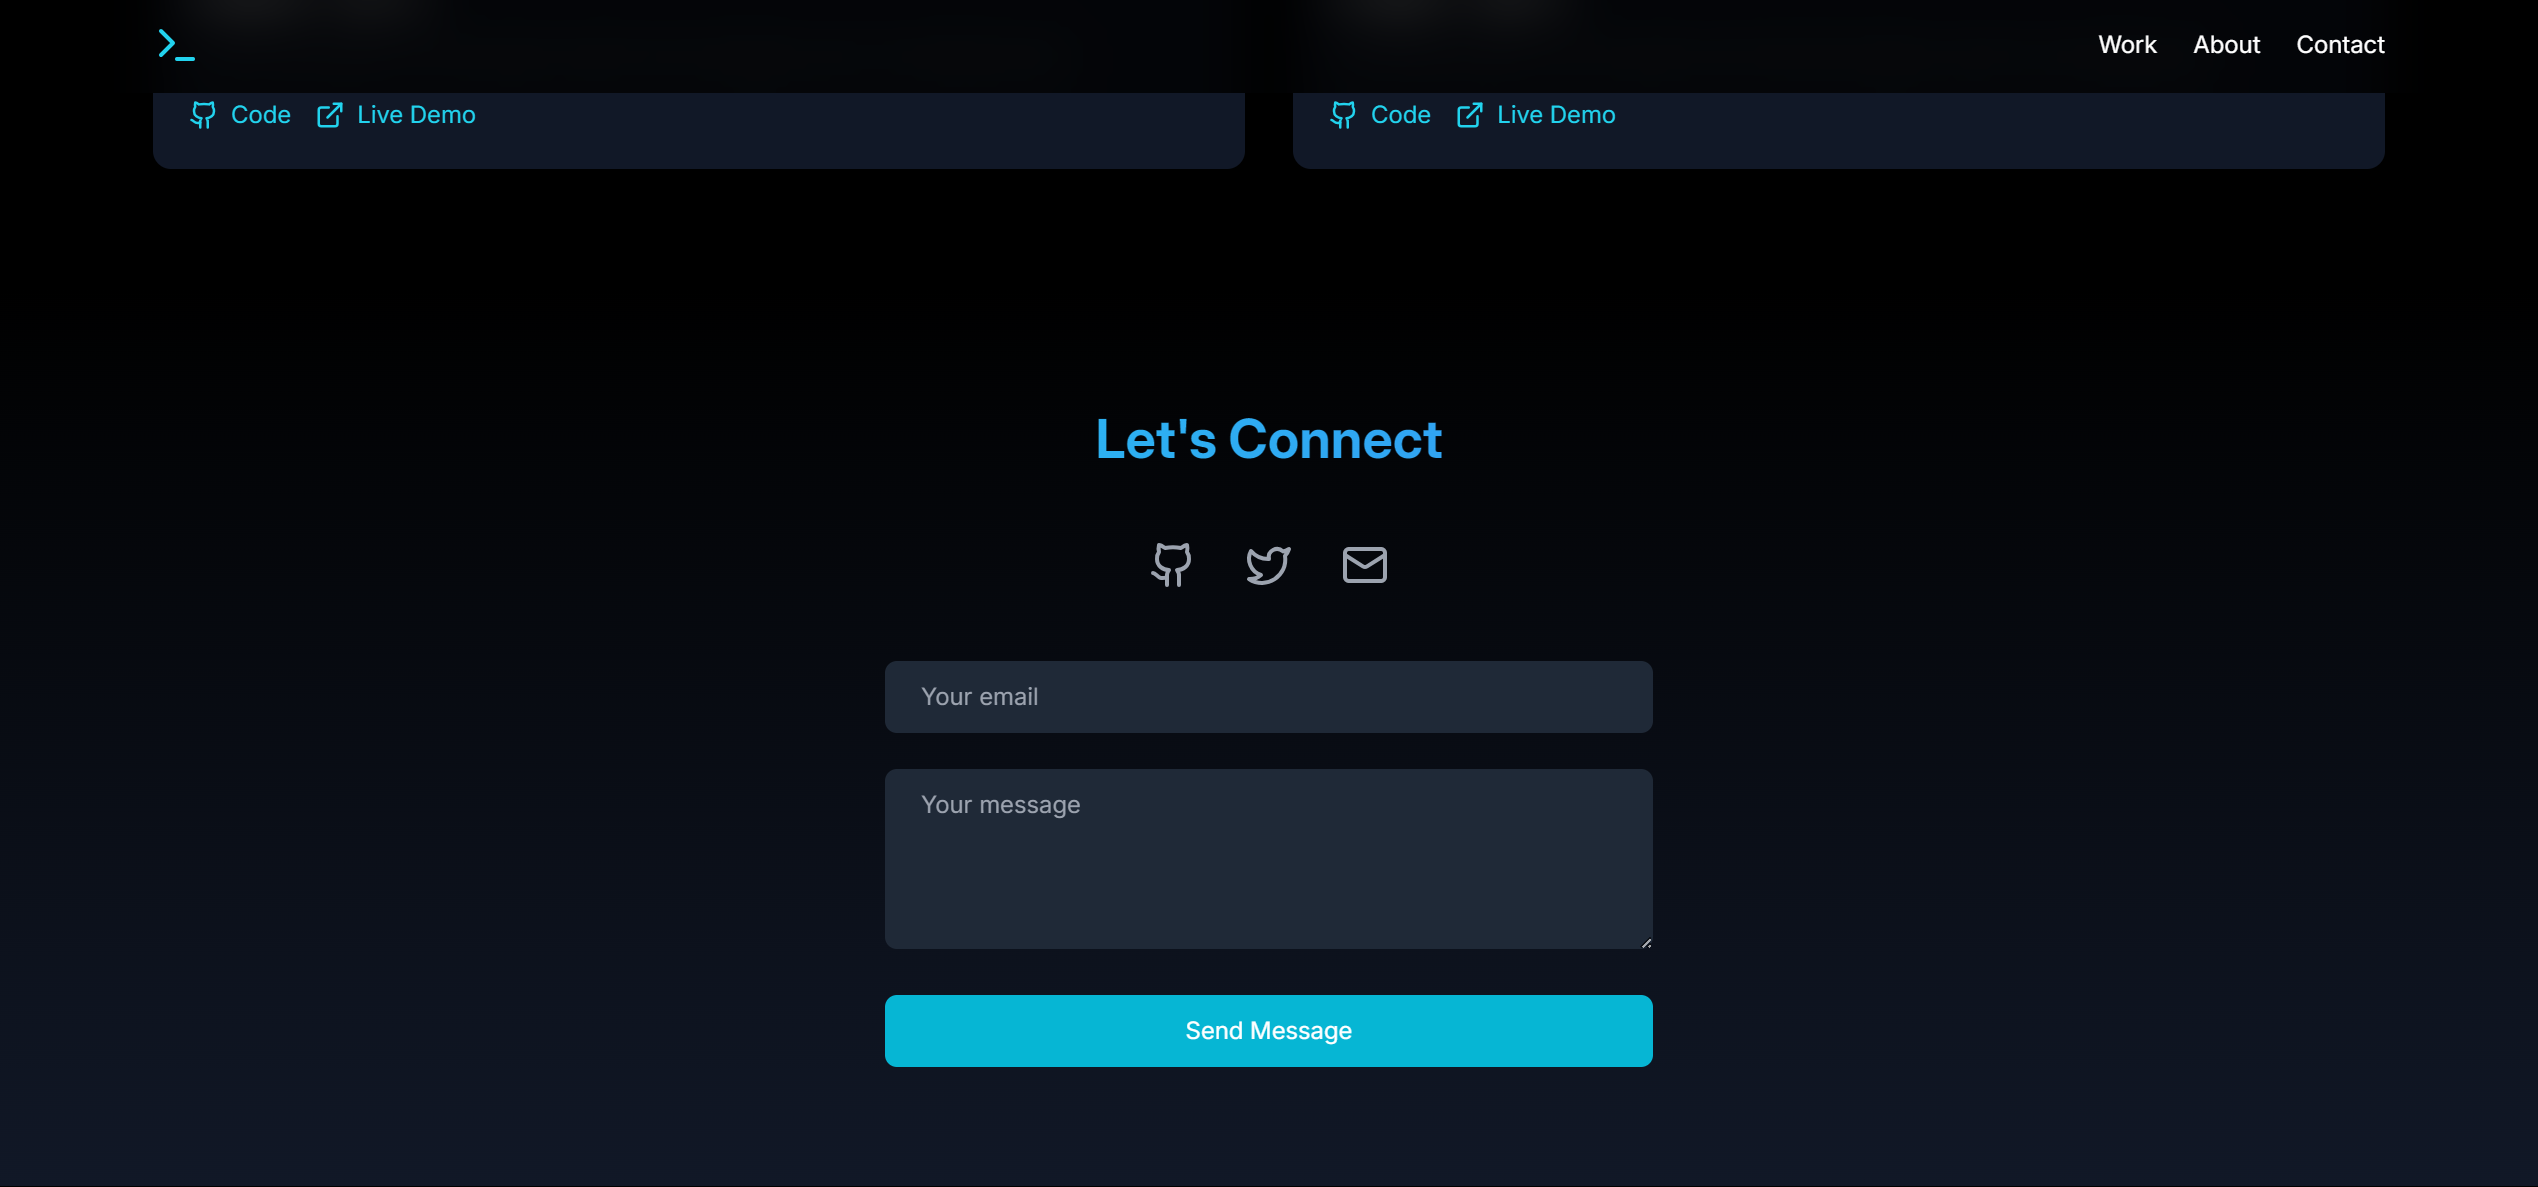 Work About Contact
Code Live Demo Code Live Demo
Let's Connect
Your email
Your message
Send Message